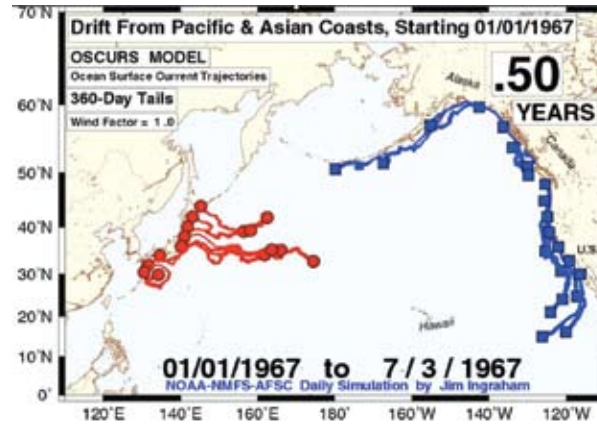 70˚N
Drift From Pacific & Asian Coasts, Starting 01/01/1967
OSCURS MODEL
Ocean Surface Current Trajectories
360-Day Tails
Wind Factor = 1 .0
.50
YEARS
Alaska
Canada
U.S
Hawaii
60˚N
50˚N
40˚N
30˚N
20˚N
10˚N
0˚
01/01/1967 to 7 / 3 / 1967
NOAA-NMFS-AFSC Daily Simulation by Jim Ingraham
120˚E 140˚E 160˚E 180˚ 160˚W 140˚W 120˚W